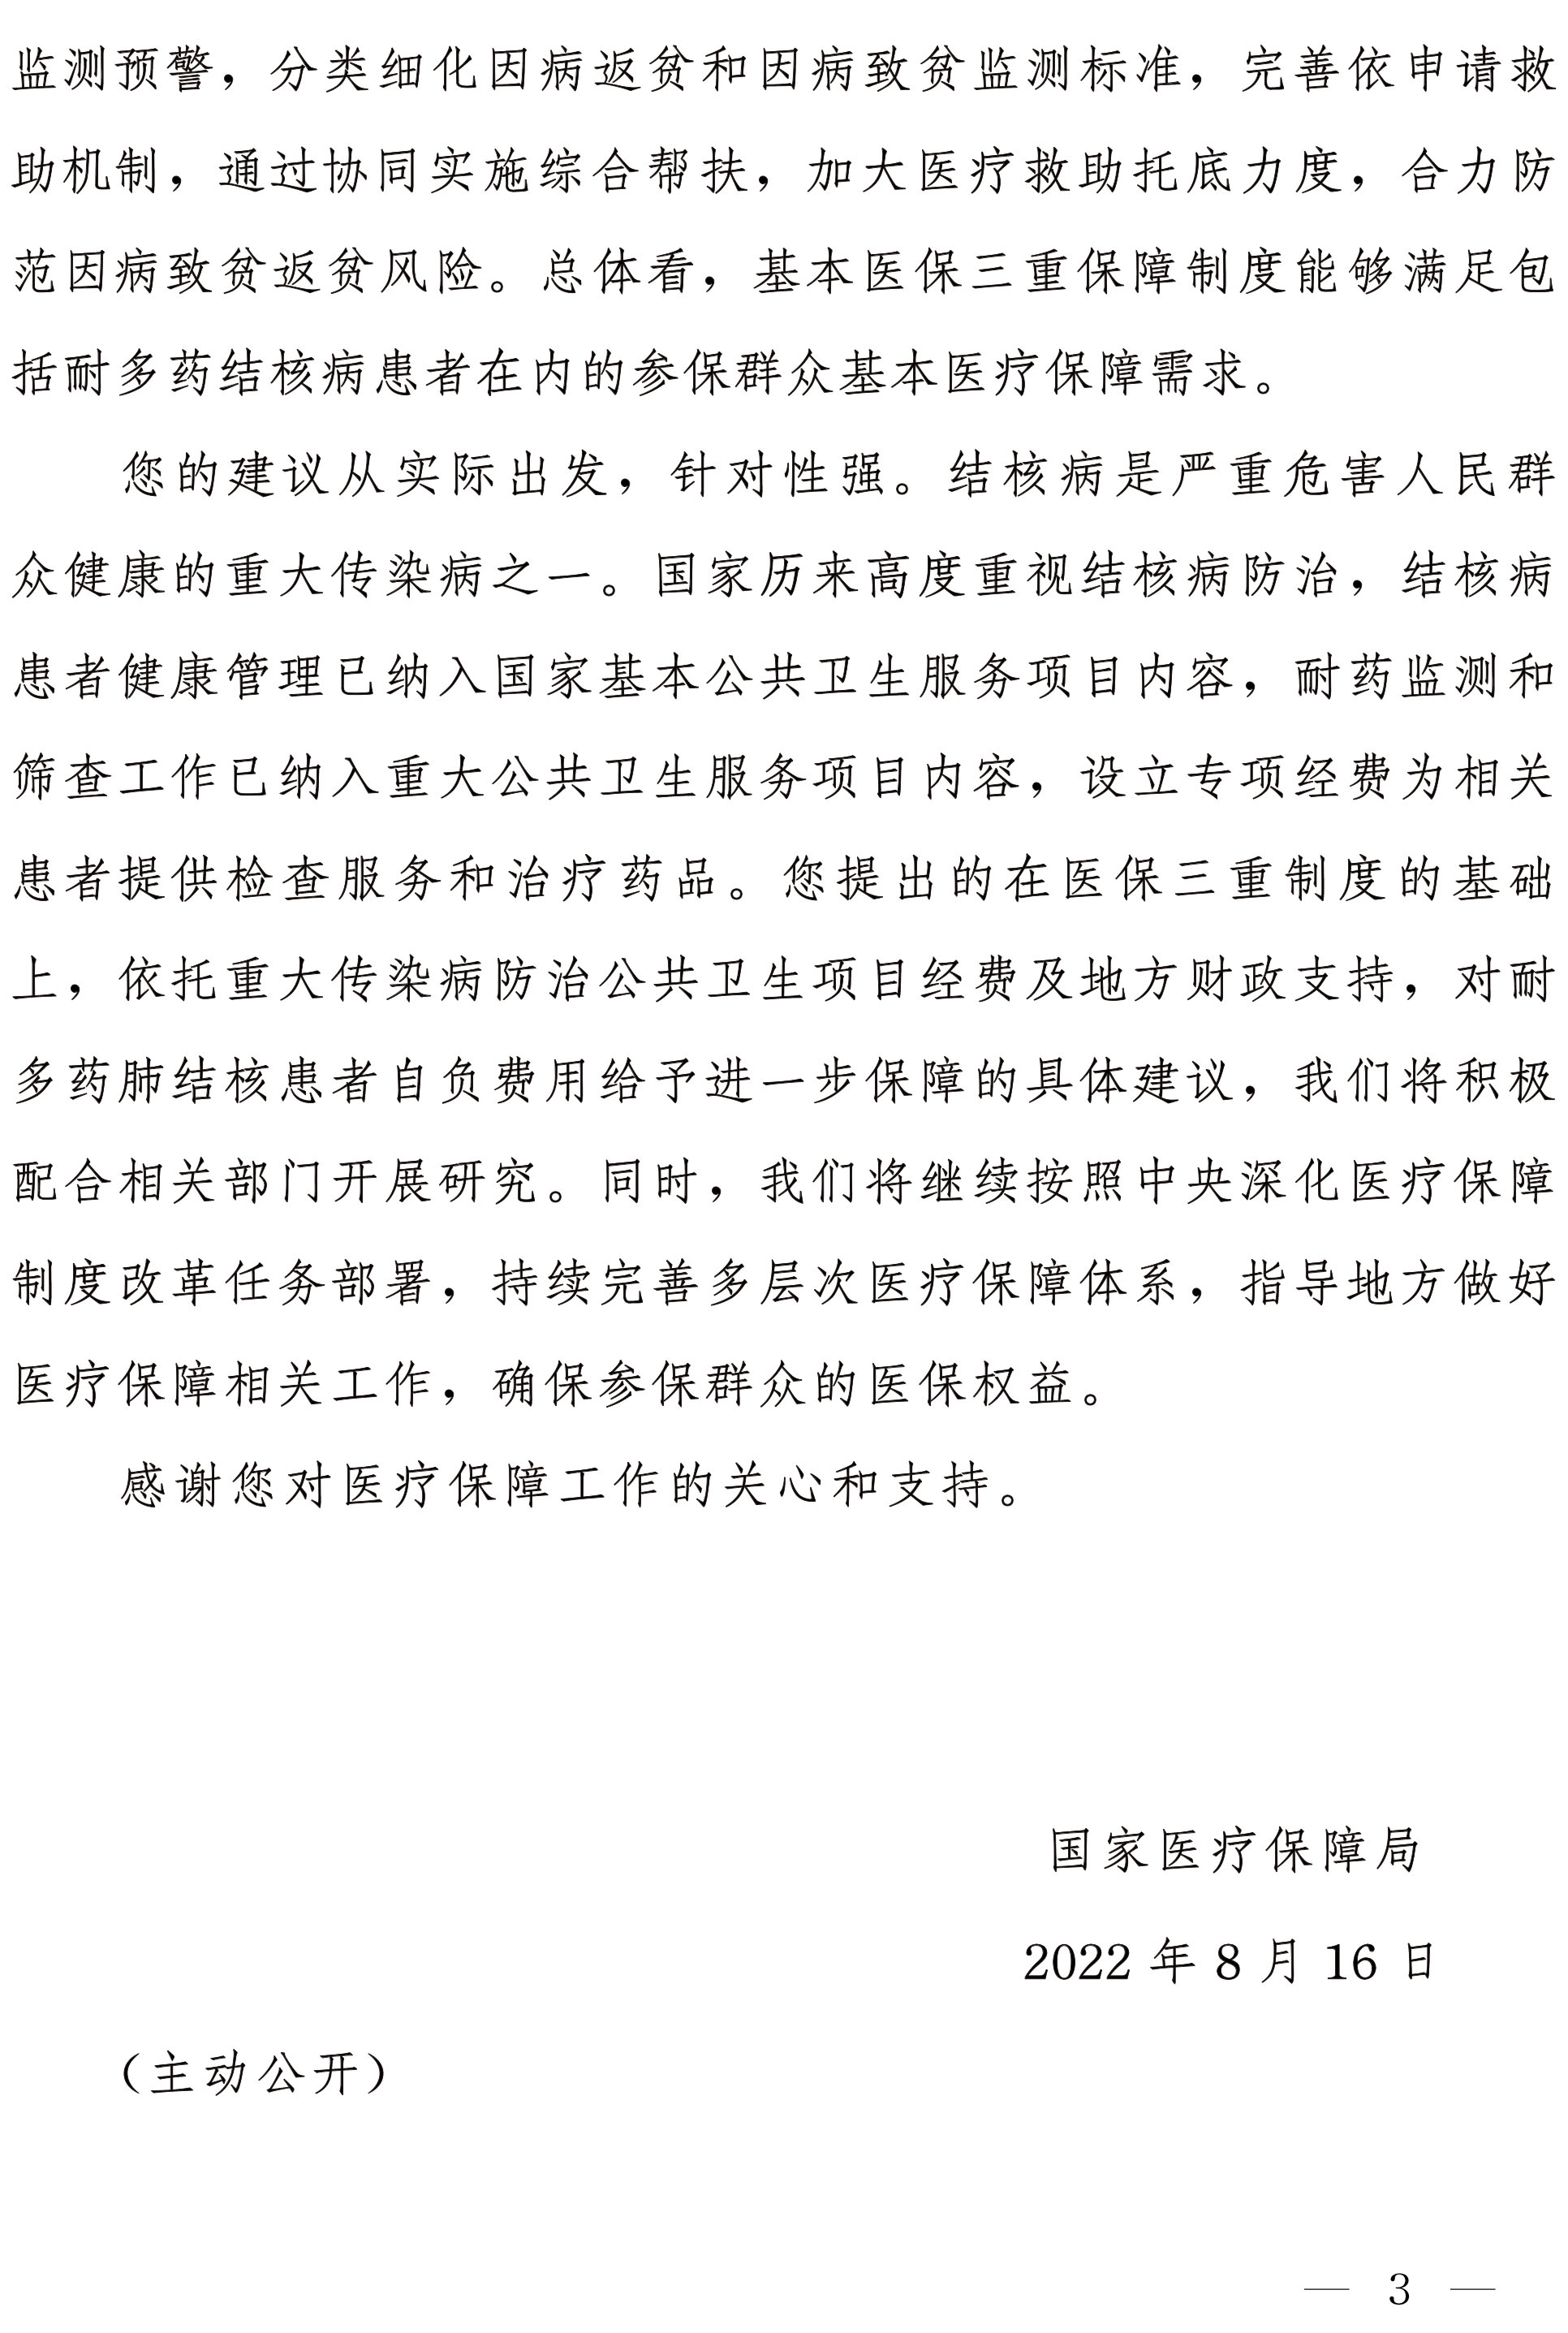 监测预警，分类细化因病返贫和因病致贫监测标准，完善依申请救
助机制，通过协同实施综合帮扶，加大医疗救助托底力度，合力防
范因病致贫返贫风险。总体看，基本医保三重保障制度能够满足包
括耐多药结核病患者在内的参保群众基本医疗保障需求。
您的建议从实际出发，针对性强。结核病是严重危害人民群
众健康的重大传染病之一。国家历来高度重视结核病防治，结核病
患者健康管理已纳入国家基本公共卫生服务项目内容，耐药监测和
筛查工作已纳入重大公共卫生服务项目内容，设立专项经费为相关
患者提供检查服务和治疗药品。您提出的在医保三重制度的基础
上，依托重大传染病防治公共卫生项目经费及地方财政支持，对耐
多药肺结核患者自负费用给予进一步保障的具体建议，我们将积极
配合相关部门开展研究。同时，我们将继续按照中央深化医疗保障
制度改革任务部署，持续完善多层次医疗保障体系，指导地方做好
医疗保障相关工作，确保参保群众的医保权益。
感谢您对医疗保障工作的关心和支持。
国家医疗保障局
2022 年 8 月 16 日
（主动公开）
— 3 —